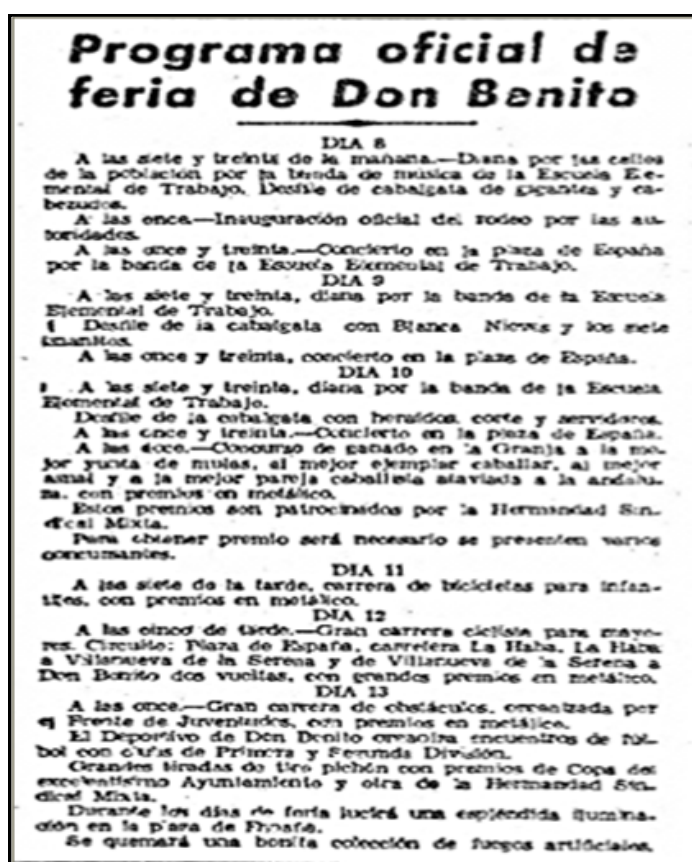 Programa oficial de
feria de Don Benito
DIA 8
A las siete y treinta de la mañana.—Diana por las calles
de la población por la banda de música de la Escuela Ele-
mental de Trabajo. Desfile de cabalgata de gigantes y ca-
bezudos.
A las once.—Inauguración oficial del rodeo por las au-
toridades.
A las once y treinta.—Concierto en la plaza de España
por la banda de la Escuela Elemental de Trabajo.
DIA 9
A las siete y treinta, diana por la banda de la Escuela
Elemental de Trabajo.
Desfile de la cabalgata con Blanca Nieves y los siete
enanitos.
A las once y treinta, concierto en la plaza de España.
DIA 10
A las siete y treinta, diana por la banda de la Escuela
Elemental de Trabajo.
Desfile de la cabalgata con heraldos, corte y servidores.
A las once y treinta.—Concierto en la plaza de España.
A las doce.—Concurso de ganado en la Granja a la me-
jor yunta de mulas, al mejor ejemplar caballar, al mejor
asnal y a la mejor pareja caballista ataviada a la andalu-
za, con premios en metálico.
Estos premios son patrocinados por la Hermandad Sin-
dical Mixta.
Para obtener premio será necesario se presenten varios
concursantes.
DIA 11
A las siete de la tarde, carrera de bicicletas para infan-
tiles, con premios en metálico.
DIA 12
A las cinco de tarde.—Gran carrera ciclista para mayo-
res. Circuito: Plaza de España, carretera La Haba, La Haba
a Villanueva de la Serena y de Villanueva de la Serena a
Don Benito dos vueltas, con grandes premios en metálico.
DIA 13
A las once.—Gran carrera de obstáculos, organizada por
el Frente de Juventudes, con premios en metálico.
El Deportivo de Don Benito organiza encuentros de fút-
bol con clubs de Primera y Segunda División.
Grandes tiradas de tiro pichón con premios de Copa del
excelentísimo Ayuntamiento y otra de la Hermandad Sin-
dical Mixta.
Durante los días de feria lucirá una espléndida ilumina-
ción en la plaza de España.
Se quemará una bonita colección de fuegos artificiales.